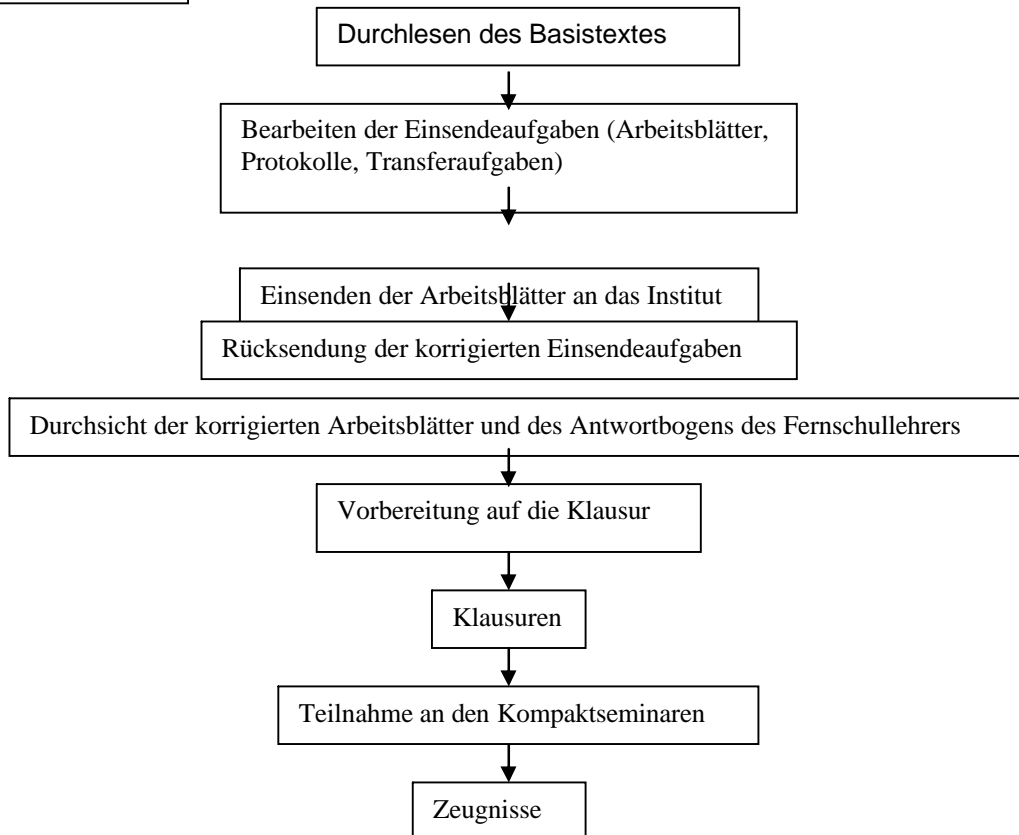 Durchlesen des Basistextes
Bearbeiten der Einsendeaufgaben (Arbeitsblätter,
Protokolle, Transferaufgaben)
Einsenden der Arbeitsblätter an das Institut
Rücksendung der korrigierten Einsendeaufgaben
Durchsicht der korrigierten Arbeitsblätter und des Antwortbogens des Fernschullehrers
Vorbereitung auf die Klausur
Klausuren
Teilnahme an den Kompaktseminaren
Zeugnisse